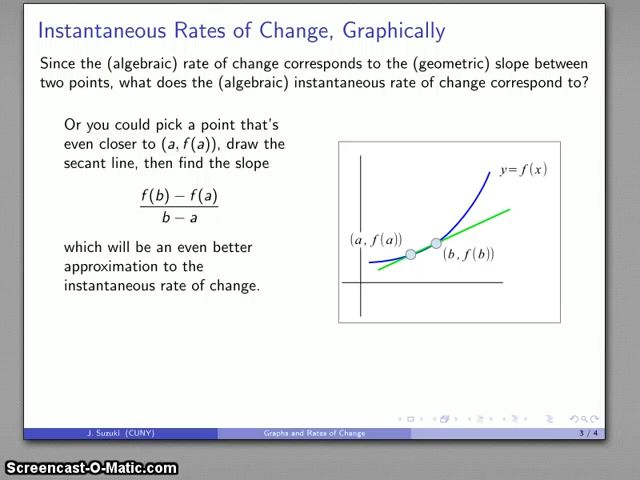 Instantaneous Rates of Change, Graphically
Since the (algebraic) rate of change corresponds to the (geometric) slope between
two points, what does the (algebraic) instantaneous rate of change correspond to?
Or you could pick a point that's
even closer to (a, f(a)), draw the
secant line, then find the slope
f(b) − f(a)
b − a
which will be an even better
approximation to the
instantaneous rate of change.
y=f(x)
(a, f(a))
(b, f(b))
J. Suzuki (CUNY)
Graphs and Rates of Change
3 / 4
Screencast-O-Matic.com